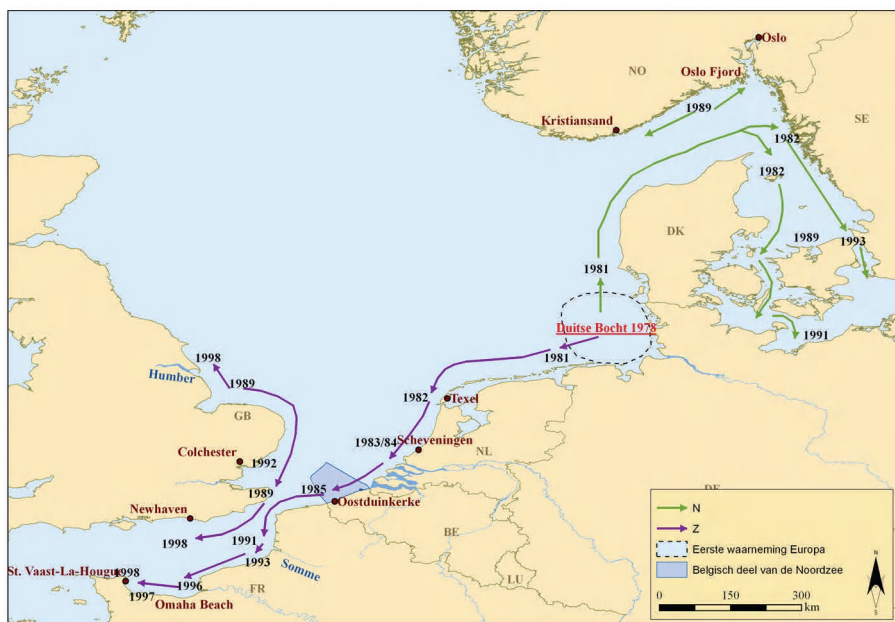 Oslo
NO
Oslo Fjord
SE
1989
Kristiansand
1982
1982
DK
1989
1993
1981
Duitse Bocht 1978
1991
1981
1998
Humber
1989
1982
Texel
GB
1983/84
Scheveningen
Colchester
1992
NL
DE
1985
1989
Oostduinkerke
Newhaven
1998
1991
BE
1993
Somme
LU
St. Vaast-La-Hougue
1998
1997
1996
Omaha Beach
FR
N
Z
Eerste waarneming Europa
Belgisch deel van de Noordzee
0 150 300
km
N
S